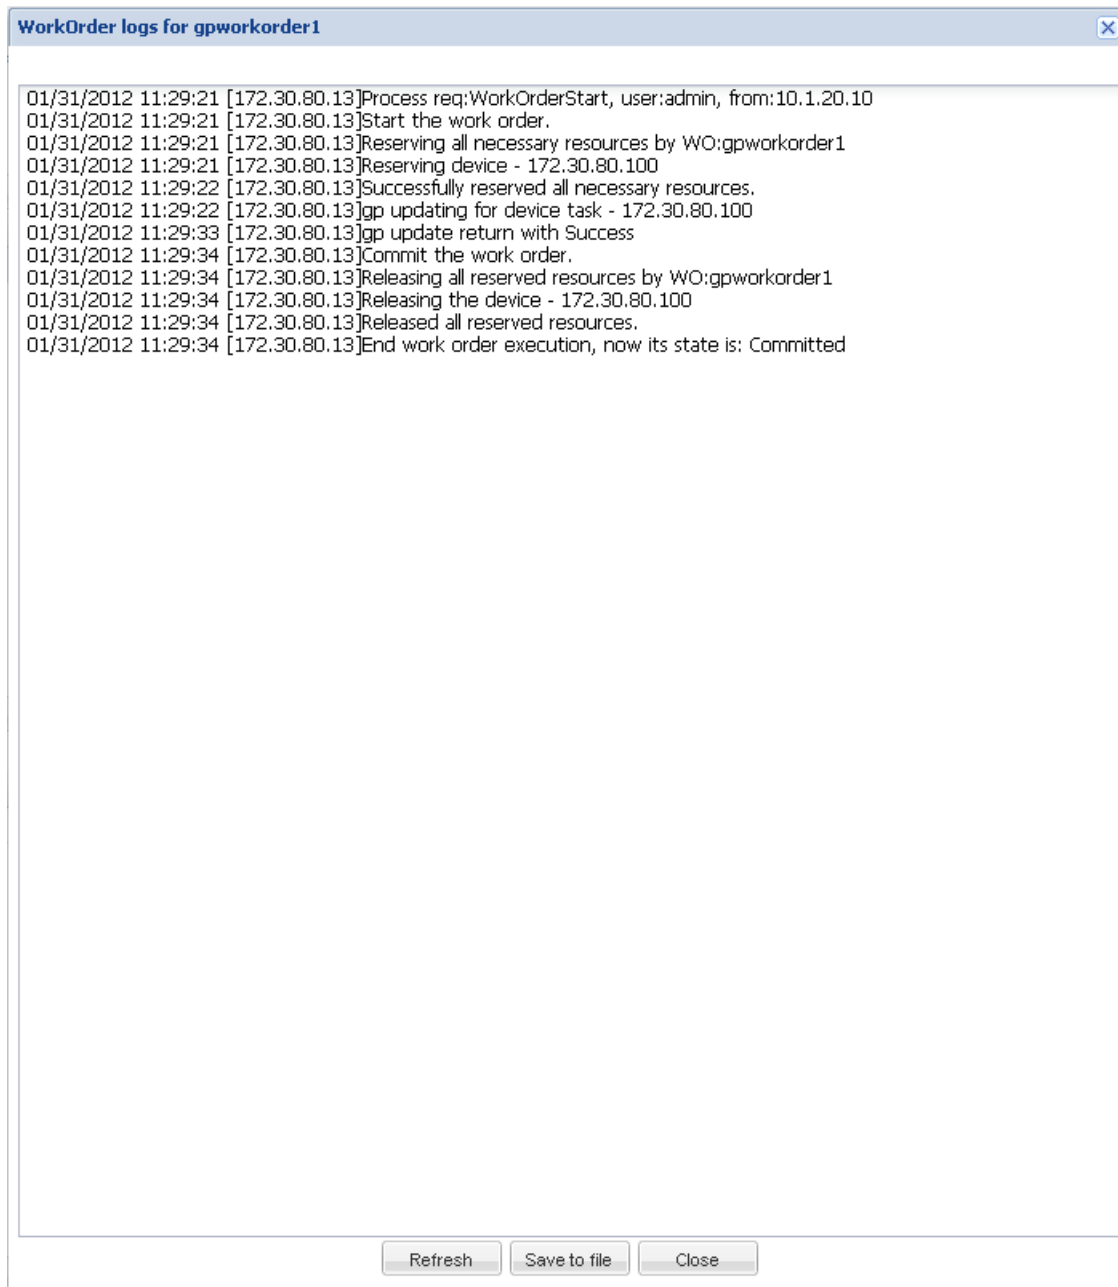 WorkOrder logs for gpworkorder1
01/31/2012 11:29:21 [172.30.80.13]Process req:WorkOrderStart, user:admin, from:10.1.20.10
01/31/2012 11:29:21 [172.30.80.13]Start the work order.
01/31/2012 11:29:21 [172.30.80.13]Reserving all necessary resources by WO:gpworkorder1
01/31/2012 11:29:21 [172.30.80.13]Reserving device - 172.30.80.100
01/31/2012 11:29:22 [172.30.80.13]Successfully reserved all necessary resources.
01/31/2012 11:29:22 [172.30.80.13]gp updating for device task - 172.30.80.100
01/31/2012 11:29:33 [172.30.80.13]gp update return with Success
01/31/2012 11:29:34 [172.30.80.13]Commit the work order.
01/31/2012 11:29:34 [172.30.80.13]Releasing all reserved resources by WO:gpworkorder1
01/31/2012 11:29:34 [172.30.80.13]Releasing the device - 172.30.80.100
01/31/2012 11:29:34 [172.30.80.13]Released all reserved resources.
01/31/2012 11:29:34 [172.30.80.13]End work order execution, now its state is: Committed
Refresh Save to file Close